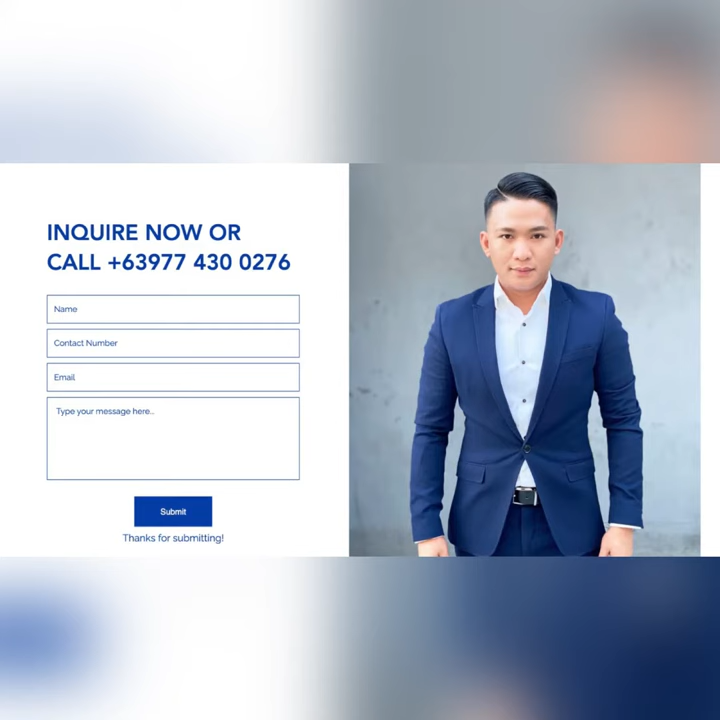 INQUIRE NOW OR
CALL +63977 430 0276
Name
Contact Number
Email
Type your message here...
Submit
Thanks for submitting!